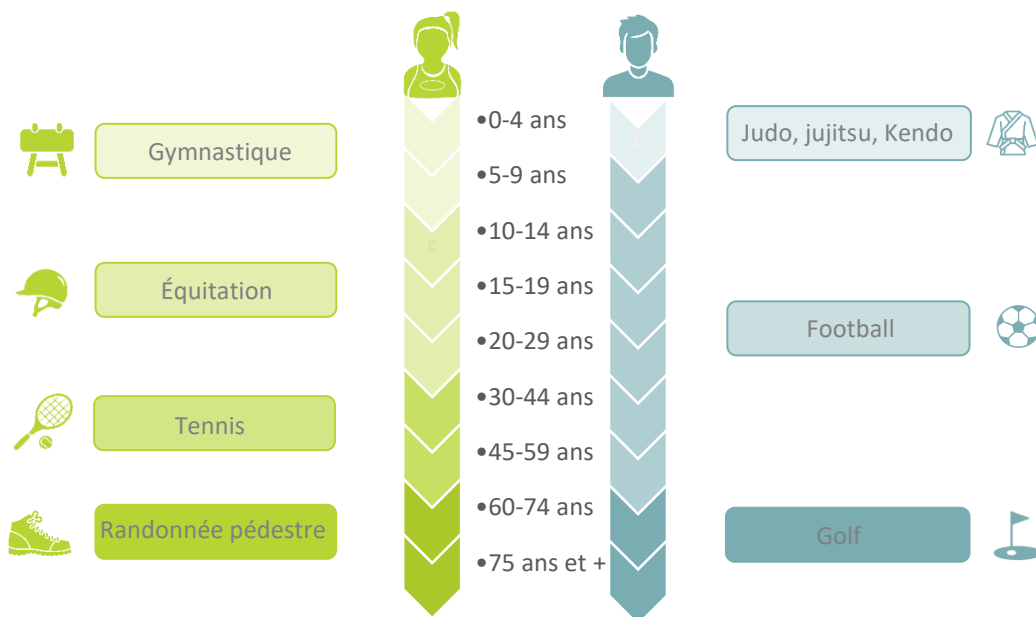 Gymnastique
Équitation
Tennis
Randonnée pédestre
•0-4 ans
•5-9 ans
•10-14 ans
•15-19 ans
•20-29 ans
•30-44 ans
•45-59 ans
•60-74 ans
•75 ans et +
Judo, jujitsu, Kendo
Football
Golf